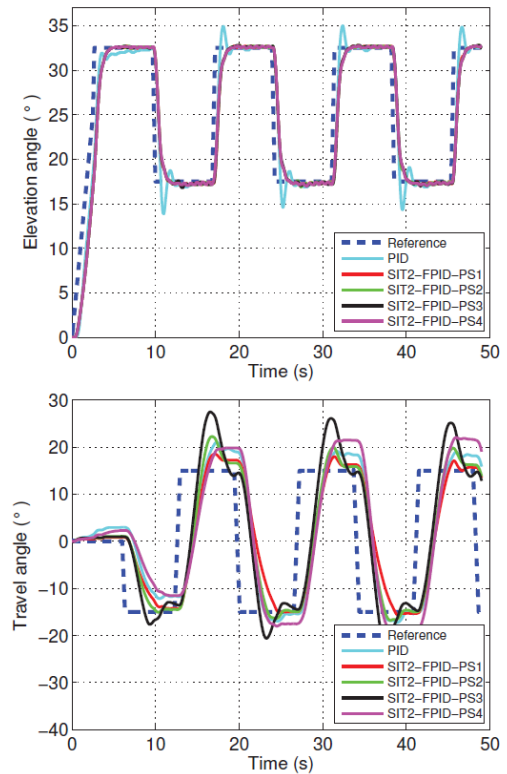 35
30
25
20
15
10
5
0
Elevation angle ( ° )
Reference
PID
SIT2−FPID−PS1
SIT2−FPID−PS2
SIT2−FPID−PS3
SIT2−FPID−PS4
0 10 20 30 40 50
Time (s)
30
20
10
0
−10
−20
−30
−40
Travel angle ( ° )
Reference
PID
SIT2−FPID−PS1
SIT2−FPID−PS2
SIT2−FPID−PS3
SIT2−FPID−PS4
0 10 20 30 40 50
Time (s)